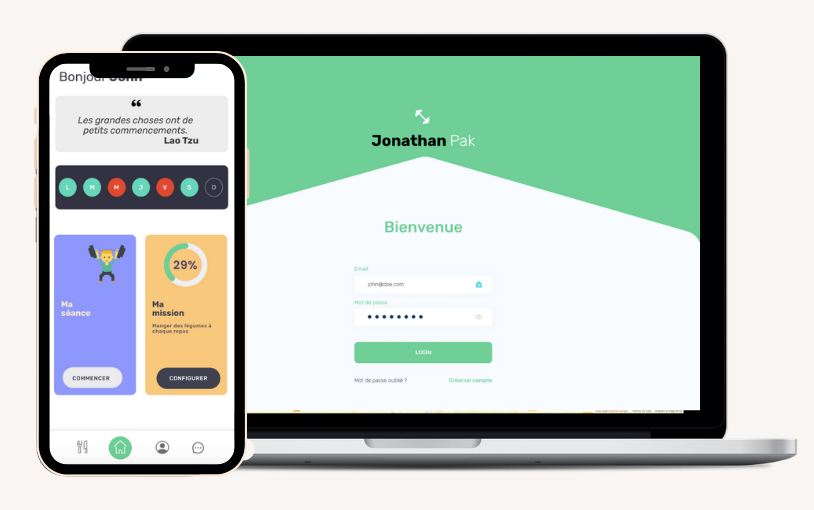 Bonjour John
“
Les grandes choses ont de
petits commencements.
Lao Tzu
L M M J V S D
29%
Ma
séance
Ma
mission
Manger des légumes à
chaque repas
COMMENCER
CONFIGURER
Jonathan Pak
Bienvenue
Email
john@doe.com
Mot de passe
LOGIN
Mot de passe oublié ?
Créer un compte